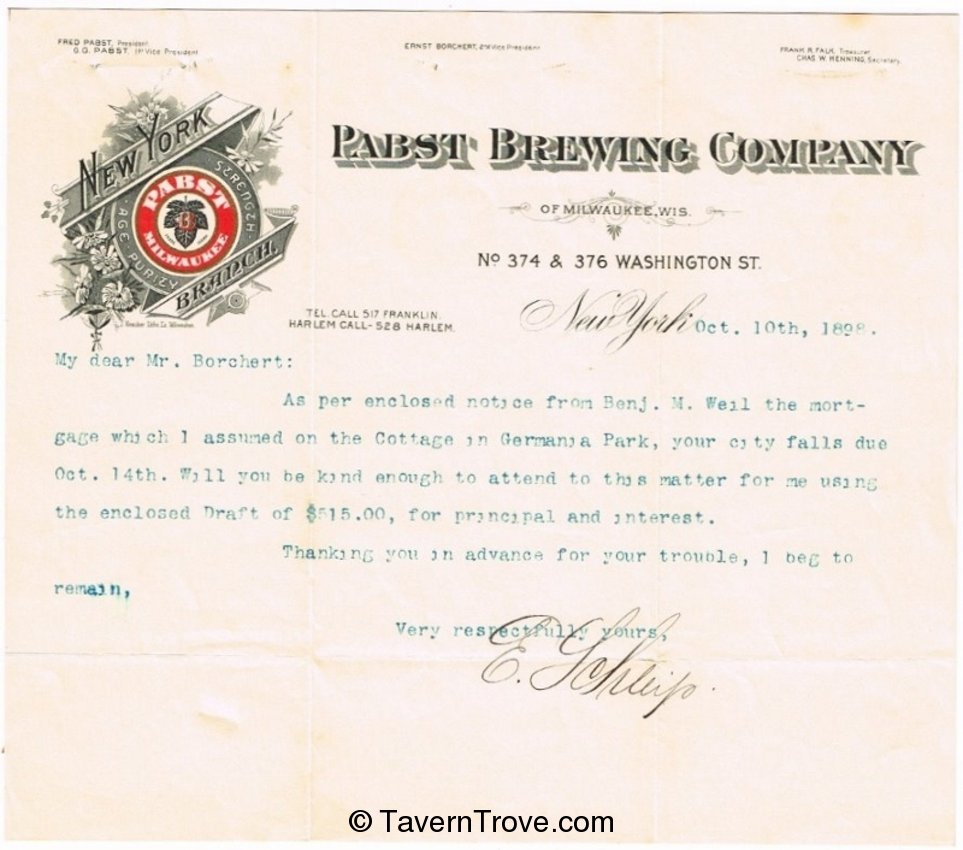 FRED PABST, President.
G. G. PABST, 1st Vice President
ERNST BORCHERT, 2nd Vice President
FRANK R. FALK, Treasurer
CHAS. W. HENNING, Secretary.
NEW YORK
STRENGTH.
PABST
B
MILWAUKEE
AGE PURITY
BRANCH.
PABST BREWING COMPANY
OF MILWAUKEE, WIS.
No 374 & 376 WASHINGTON ST.
TEL. CALL 517 FRANKLIN.
HARLEM CALL - 528 HARLEM.
New York Oct. 10th, 1898.
My dear Mr. Borchert:
As per enclosed notice from Benj. M. Weil the mort-
gage which I assumed on the Cottage in Germania Park, your city falls due
Oct. 14th. Will you be kind enough to attend to this matter for me using
the enclosed Draft of $515.00, for principal and interest.
Thanking you in advance for your trouble, I beg to
remain,
Very respectfully yours,
E. Schleip.
© TavernTrove.com